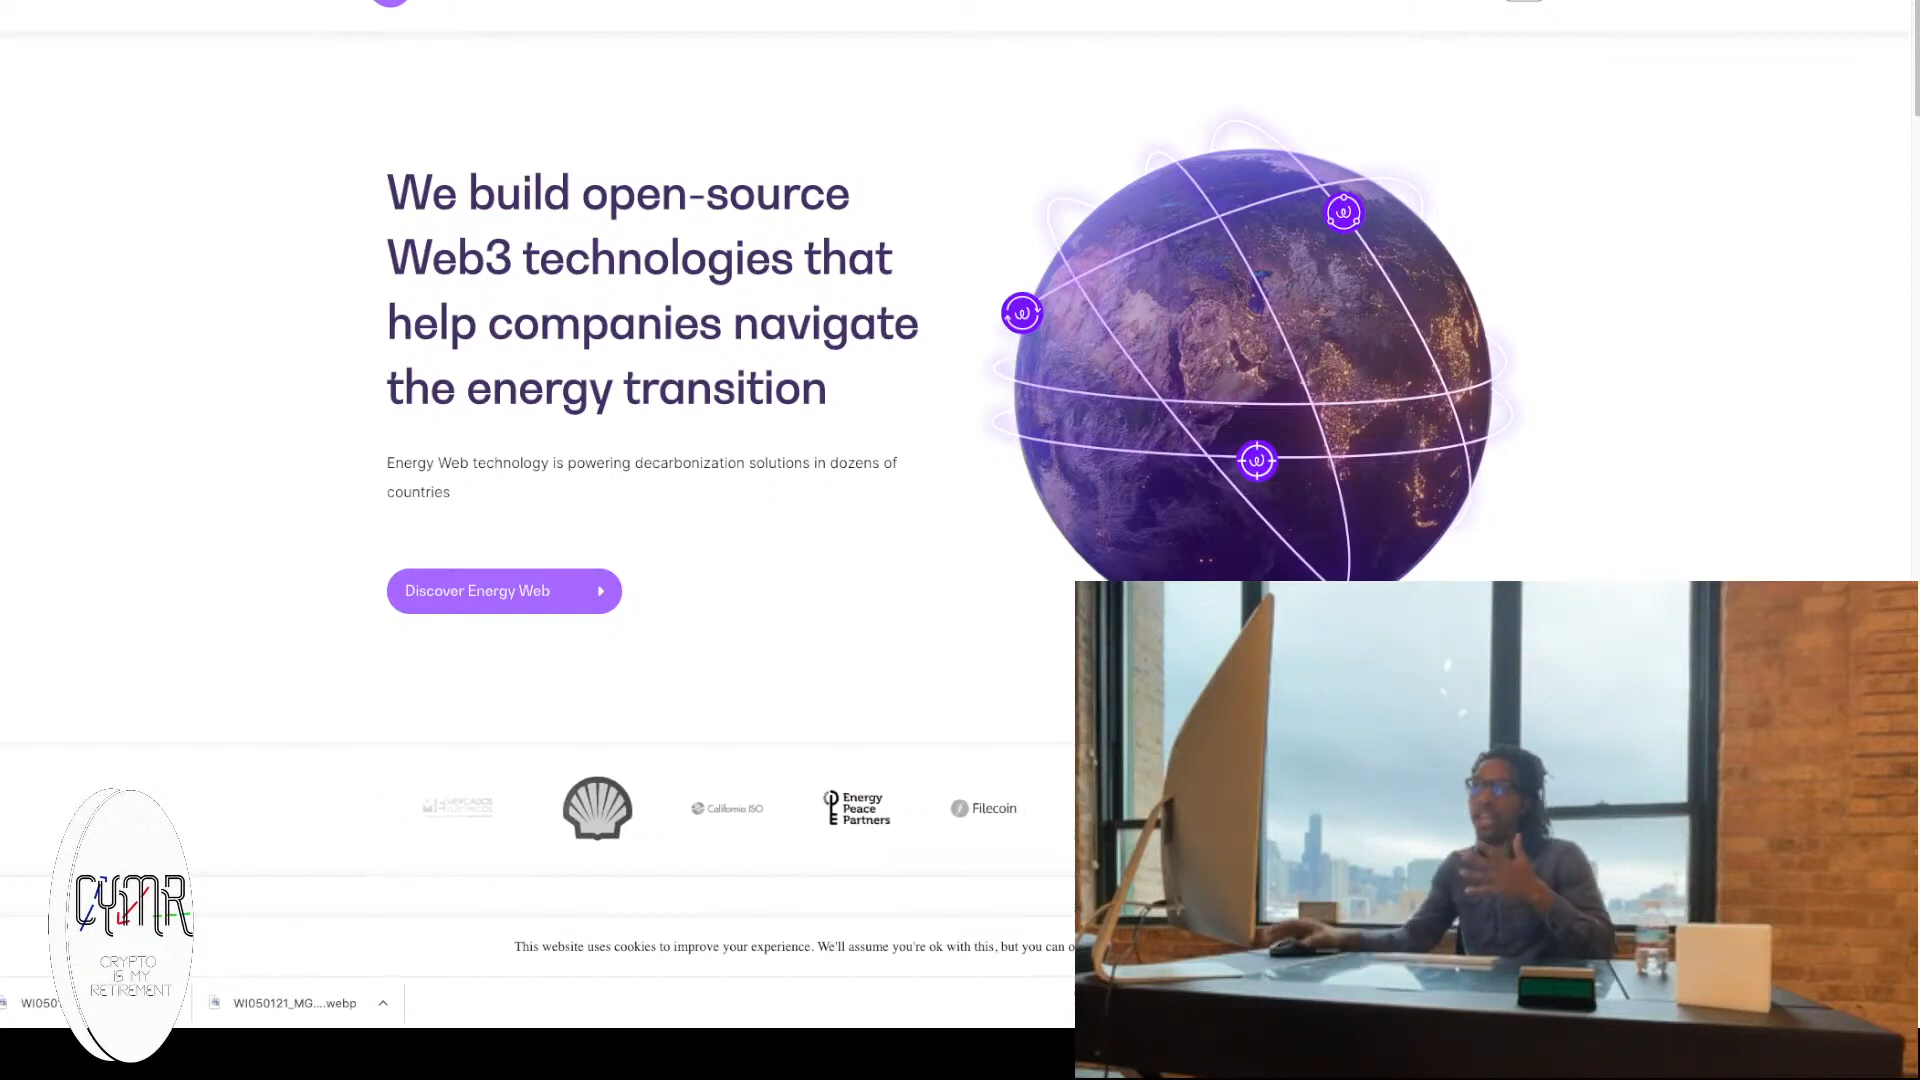 We build open-source
Web3 technologies that
help companies navigate
the energy transition
Energy Web technology is powering decarbonization solutions in dozens of
countries
Discover Energy Web
California ISO
Energy
Peace
Partners
Filecoin
This website uses cookies to improve your experience. We'll assume you're ok with this, but you can o
WI050
WI050121_MG....webp
CYMR
CRYPTO
IS MY
RETIREMENT